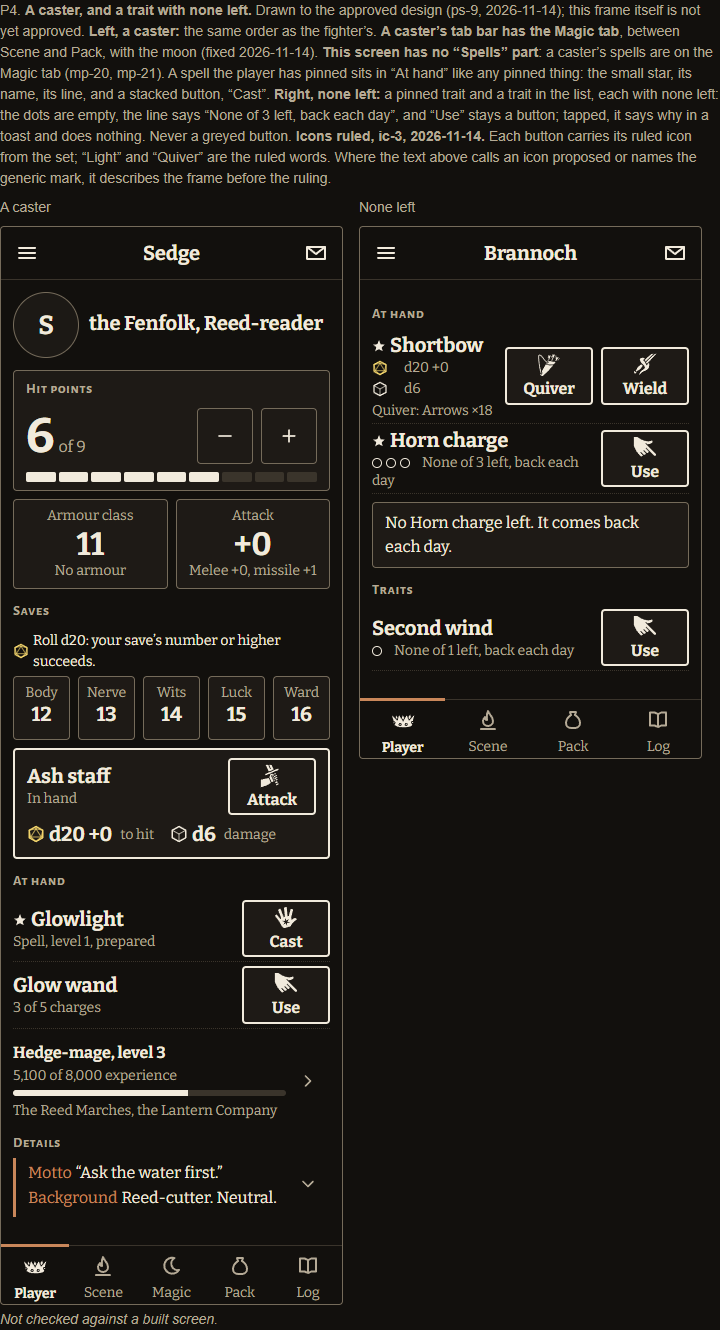 P4. A caster, and a trait with none left. Drawn to the approved design (ps-9, 2026-11-14); this frame itself is not
yet approved. Left, a caster: the same order as the fighter's. A caster's tab bar has the Magic tab, between
Scene and Pack, with the moon (fixed 2026-11-14). This screen has no “Spells” part: a caster's spells are on the
Magic tab (mp-20, mp-21). A spell the player has pinned sits in “At hand” like any pinned thing: the small star, its
name, its line, and a stacked button, “Cast”. Right, none left: a pinned trait and a trait in the list, each with none left:
the dots are empty, the line says “None of 3 left, back each day”, and “Use” stays a button; tapped, it says why in a
toast and does nothing. Never a greyed button. Icons ruled, ic-3, 2026-11-14. Each button carries its ruled icon
from the set; “Light” and “Quiver” are the ruled words. Where the text above calls an icon proposed or names the
generic mark, it describes the frame before the ruling.
A caster
Sedge
S
the Fenfolk, Reed-reader
Hit points
6 of 9
−
+
Armour class
11
No armour
Attack
+0
Melee +0, missile +1
Saves
Roll d20: your save's number or higher
succeeds.
Body
12
Nerve
13
Wits
14
Luck
15
Ward
16
Ash staff
In hand
Attack
d20 +0 to hit
d6 damage
At hand
Glowlight
Spell, level 1, prepared
Cast
Glow wand
3 of 5 charges
Use
Hedge-mage, level 3
5,100 of 8,000 experience
The Reed Marches, the Lantern Company
Details
Motto “Ask the water first.”
Background Reed-cutter. Neutral.
Player
Scene
Magic
Pack
Log
Not checked against a built screen.
None left
Brannoch
At hand
Shortbow
d20 +0
d6
Quiver: Arrows ×18
Quiver
Wield
Horn charge
None of 3 left, back each
day
Use
No Horn charge left. It comes back
each day.
Traits
Second wind
None of 1 left, back each day
Use
Player
Scene
Pack
Log